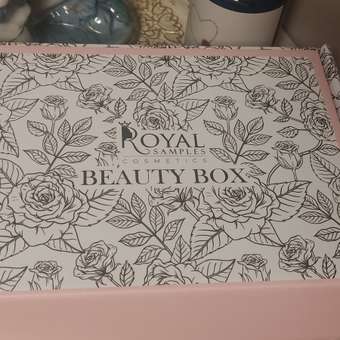 ROYAL
SAMPLES
COSMETICS
BEAUTY BOX